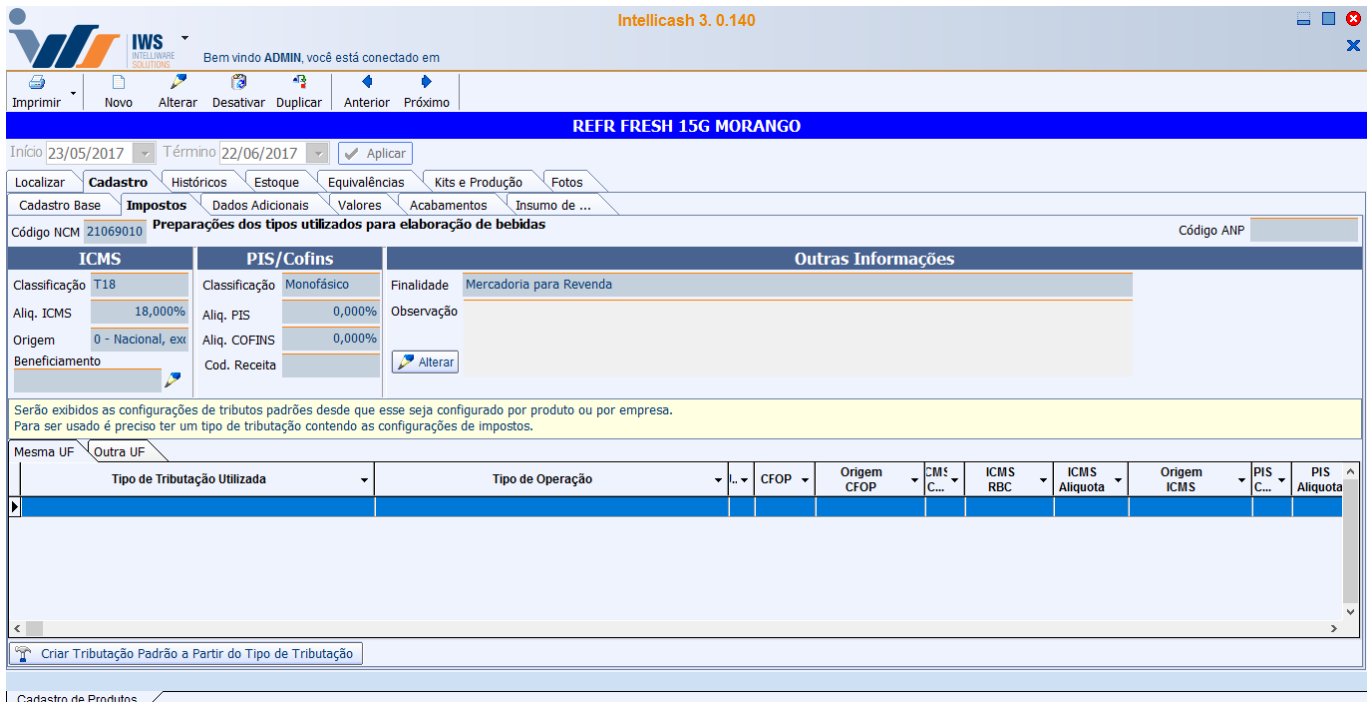 Intellicash 3. 0.140
IWS
INTELLIWARE
SOLUTIONS
Bem vindo ADMIN, você está conectado em
Imprimir Novo Alterar Desativar Duplicar Anterior Próximo
REFR FRESH 15G MORANGO
Início 23/05/2017 Término 22/06/2017 Aplicar
Localizar Cadastro Históricos Estoque Equivalências Kits e Produção Fotos
Cadastro Base Impostos Dados Adicionais Valores Acabamentos Insumo de ...
Código NCM 21069010 Preparações dos tipos utilizados para elaboração de bebidas Código ANP
ICMS PIS/Cofins Outras Informações
Classificação T18 Classificação Monofásico Finalidade Mercadoria para Revenda
Aliq. ICMS 18,000% Aliq. PIS 0,000% Observação
Origem 0 - Nacional, exc Aliq. COFINS 0,000%
Beneficiamento Cod. Receita Alterar
Serão exibidos as configurações de tributos padrões desde que esse seja configurado por produto ou por empresa.
Para ser usado é preciso ter um tipo de tributação contendo as configurações de impostos.
Mesma UF Outra UF
Tipo de Tributação Utilizada Tipo de Operação I.. CFOP Origem CFOP CMS C... ICMS RBC ICMS Aliquota Origem ICMS PIS C... PIS Aliquota
Criar Tributação Padrão a Partir do Tipo de Tributação
Cadastro de Produtos